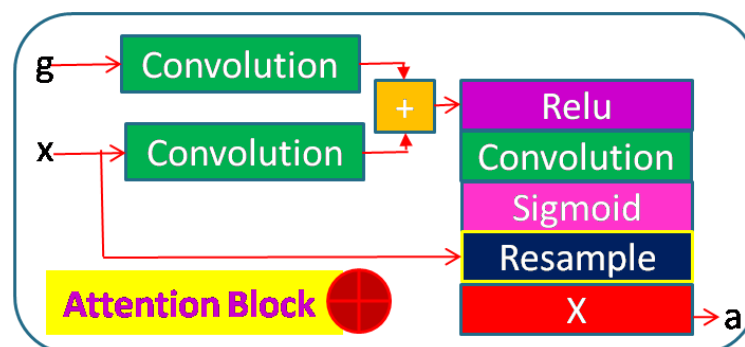 g
Convolution
+
x
Convolution
Relu
Convolution
Sigmoid
Resample
X
a
Attention Block